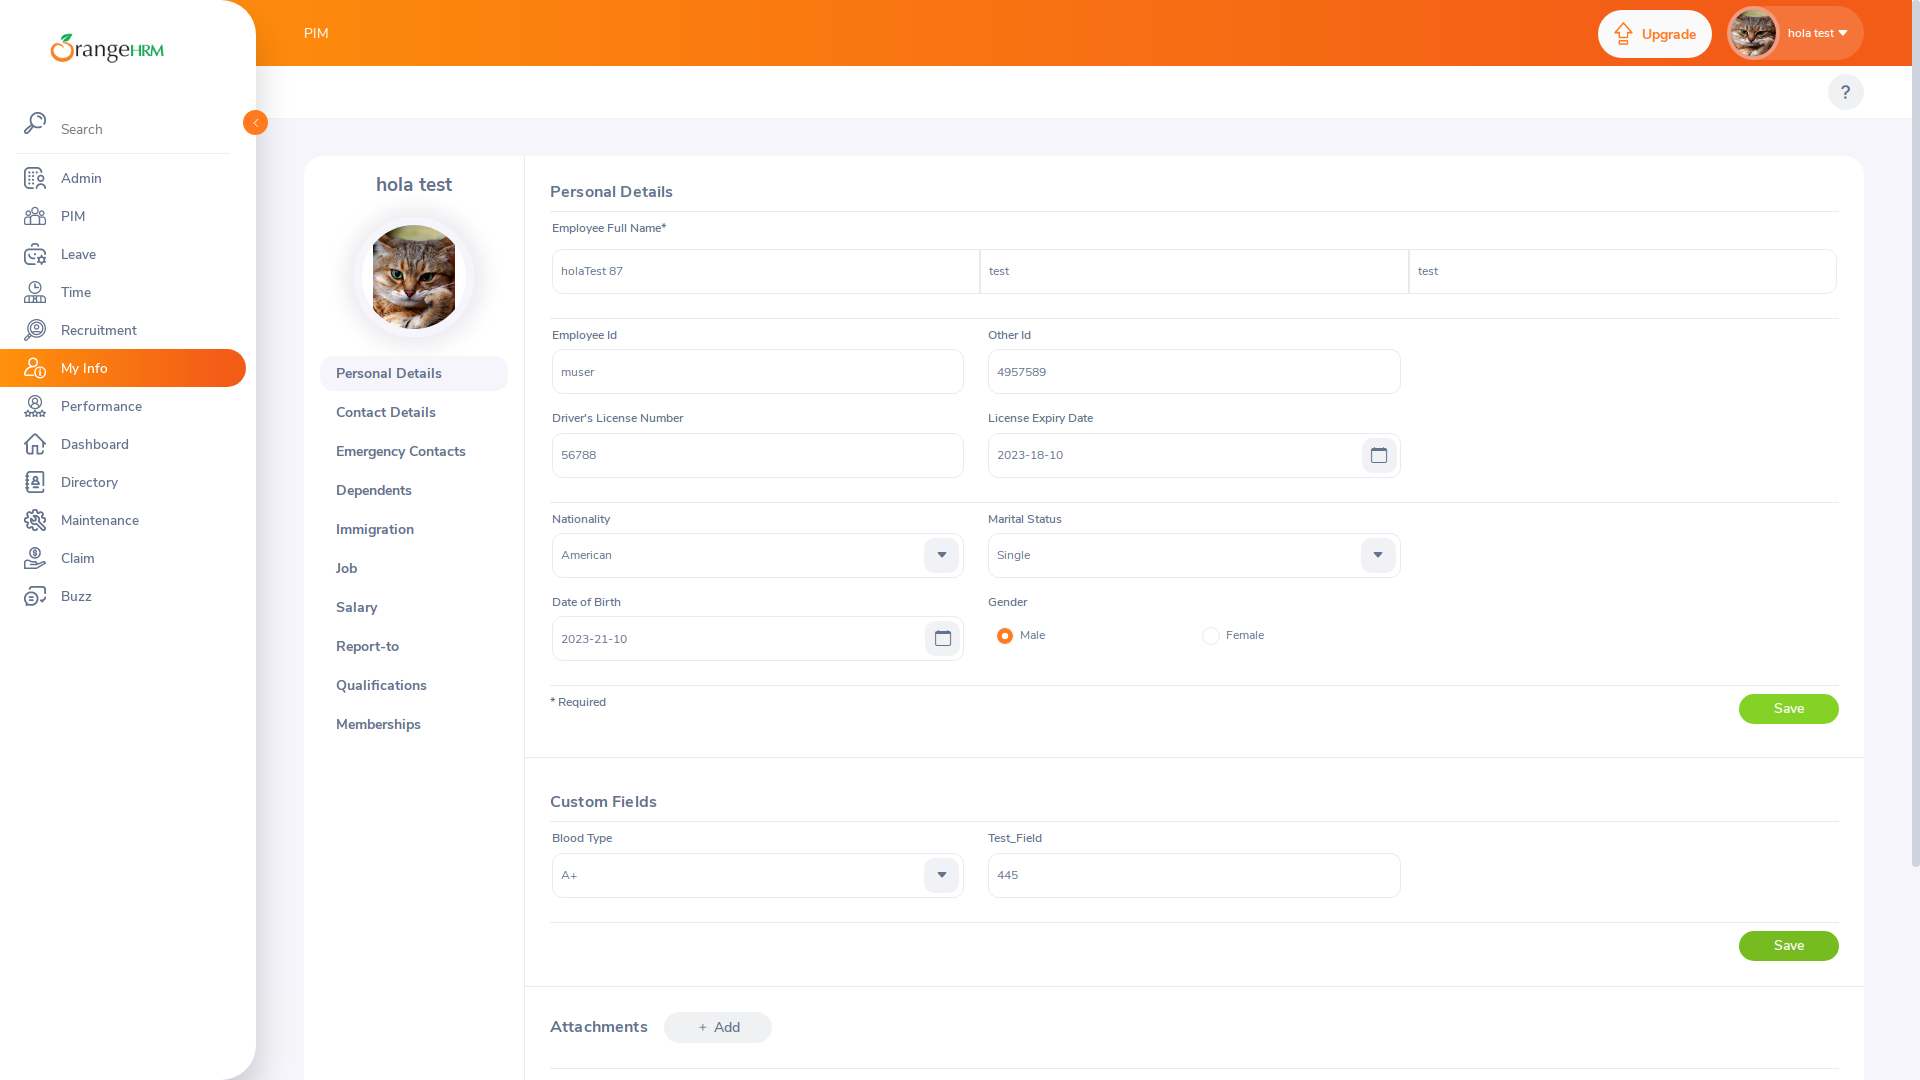 OrangeHRM
PIM
Upgrade
hola test
?
Search
Admin
PIM
Leave
Time
Recruitment
My Info
Performance
Dashboard
Directory
Maintenance
Claim
Buzz
hola test
Personal Details
Contact Details
Emergency Contacts
Dependents
Immigration
Job
Salary
Report-to
Qualifications
Memberships
Personal Details
Employee Full Name*
holaTest 87 test test
Employee Id Other Id
muser 4957589
Driver's License Number License Expiry Date
56788 2023-18-10
Nationality Marital Status
American Single
Date of Birth Gender
2023-21-10 Male Female
* Required
Save
Custom Fields
Blood Type Test_Field
A+ 445
Save
Attachments + Add